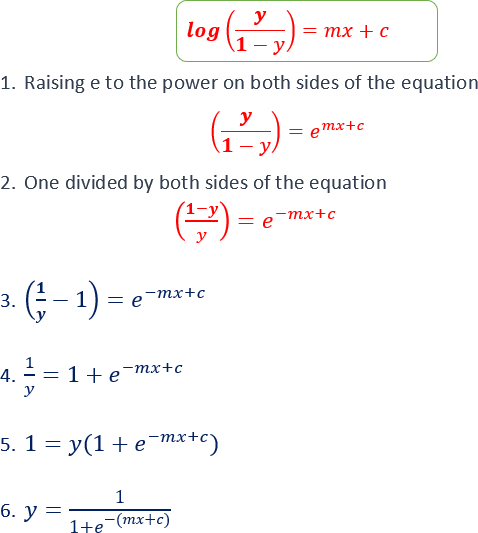 log(y/(1 − y)) = mx + c
1. Raising e to the power on both sides of the equation
(y/(1 − y)) = e^(mx+c)
2. One divided by both sides of the equation
((1−y)/y) = e^(−mx+c)
3. (1/y − 1) = e^(−mx+c)
4. 1/y = 1 + e^(−mx+c)
5. 1 = y(1 + e^(−mx+c))
6. y = 1/(1+e^(−(mx+c)))